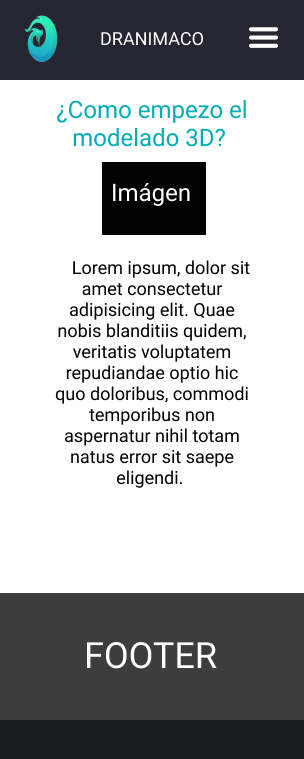 DRANIMACO
¿Como empezo el
modelado 3D?
Imágen
Lorem ipsum, dolor sit
amet consectetur
adipisicing elit. Quae
nobis blanditiis quidem,
veritatis voluptatem
repudiandae optio hic
quo doloribus, commodi
temporibus non
aspernatur nihil totam
natus error sit saepe
eligendi.
FOOTER